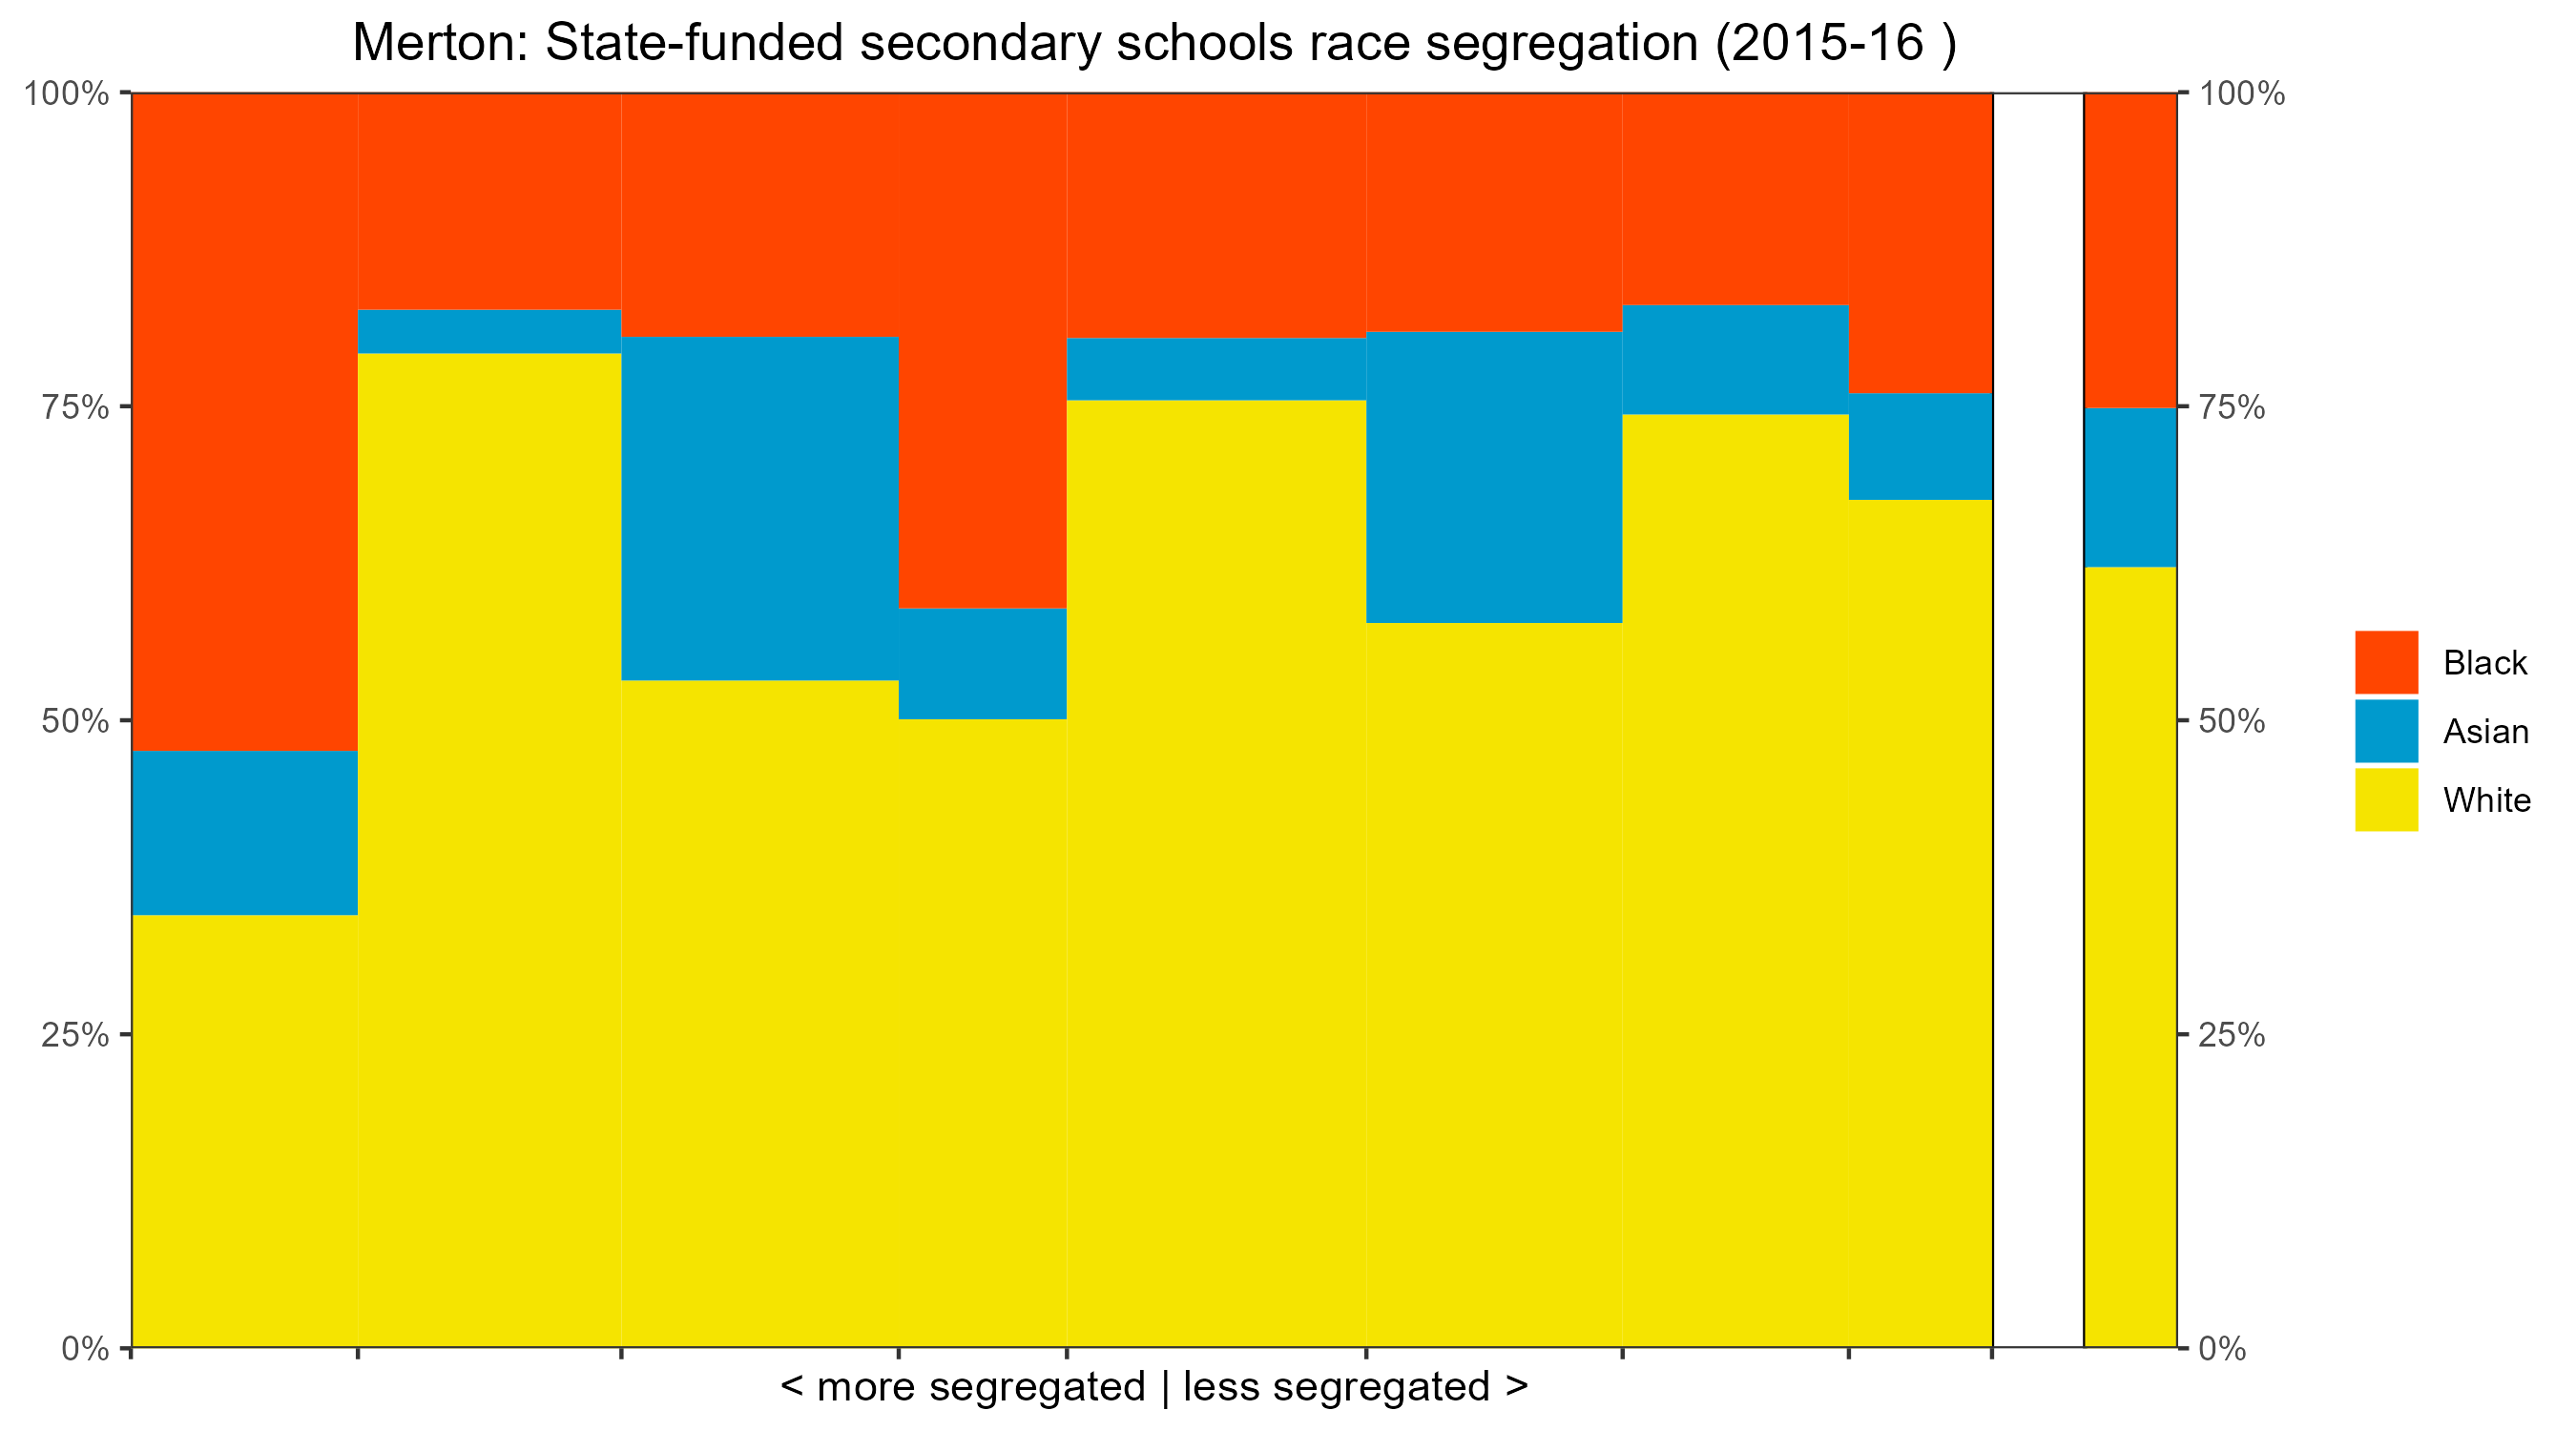 Merton: State-funded secondary schools race segregation (2015-16 )
100%
75%
50%
25%
0%
100%
75%
50%
25%
0%
Black
Asian
White
< more segregated | less segregated >